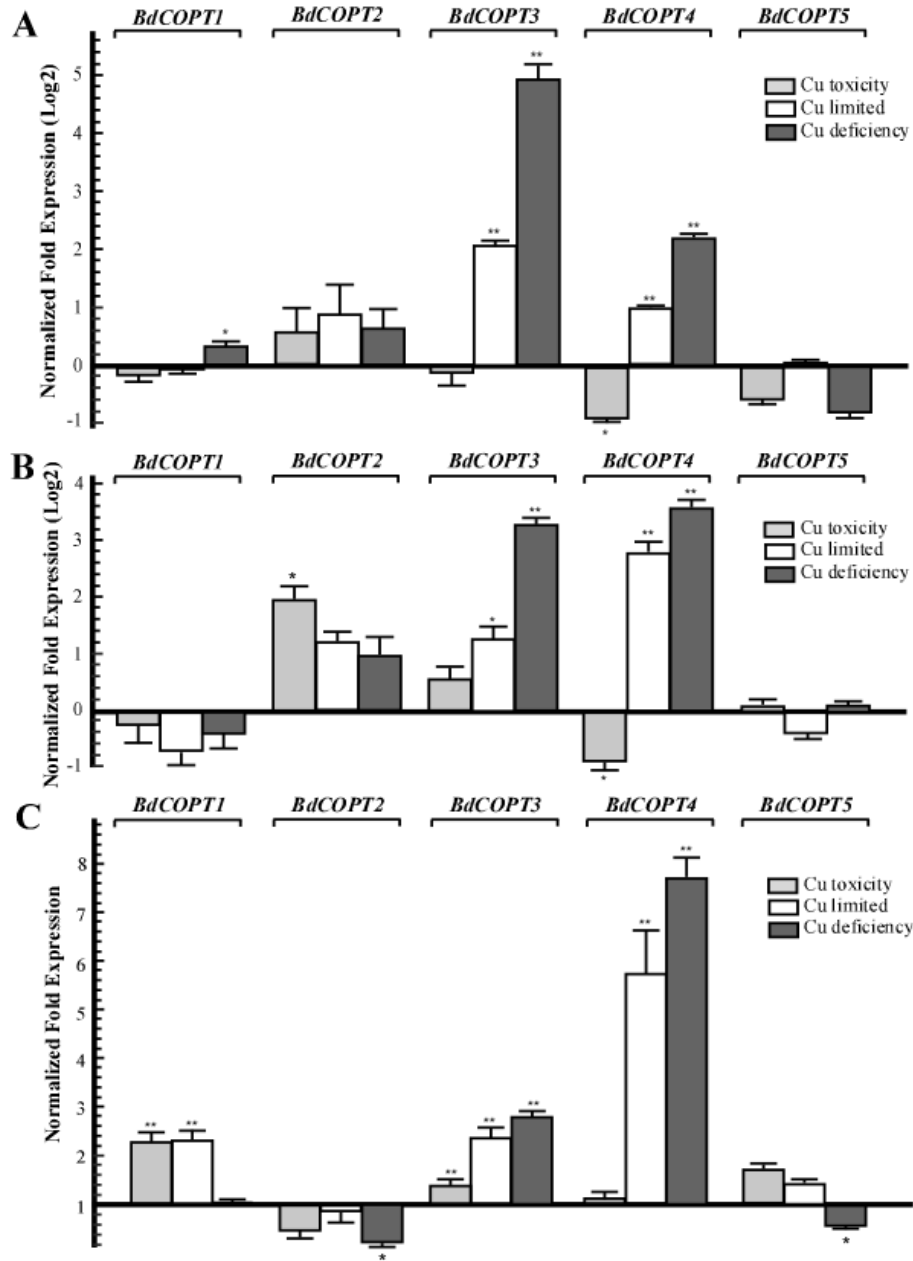 A
BdCOPT1 BdCOPT2 BdCOPT3 BdCOPT4 BdCOPT5
Normalized Fold Expression (Log2)
5
4
3
2
1
0
-1
* ** ** ** ** *
Cu toxicity
Cu limited
Cu deficiency
B
BdCOPT1 BdCOPT2 BdCOPT3 BdCOPT4 BdCOPT5
Normalized Fold Expression (Log2)
4
3
2
1
0
-1
* * ** * ** **
Cu toxicity
Cu limited
Cu deficiency
C
BdCOPT1 BdCOPT2 BdCOPT3 BdCOPT4 BdCOPT5
Normalized Fold Expression
8
7
6
5
4
3
2
1
** ** * ** ** ** ** ** *
Cu toxicity
Cu limited
Cu deficiency